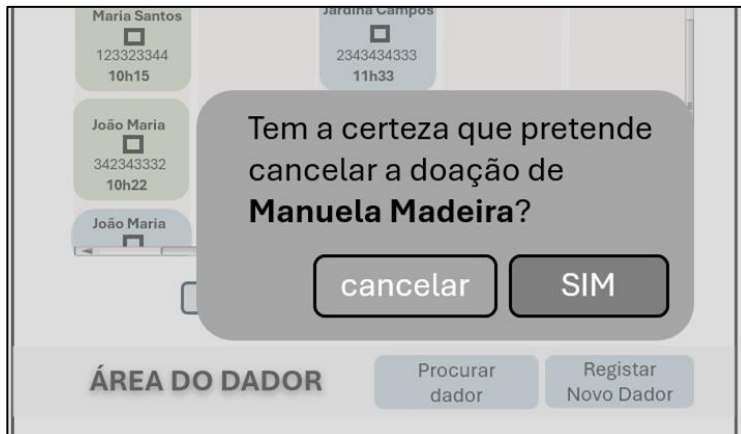 Maria Santos
123323344
10h15
Jardina Campos
2343434333
11h33
João Maria
342343332
10h22
João Maria
Tem a certeza que pretende
cancelar a doação de
Manuela Madeira?
cancelar
SIM
ÁREA DO DADOR
Procurar
dador
Registar
Novo Dador